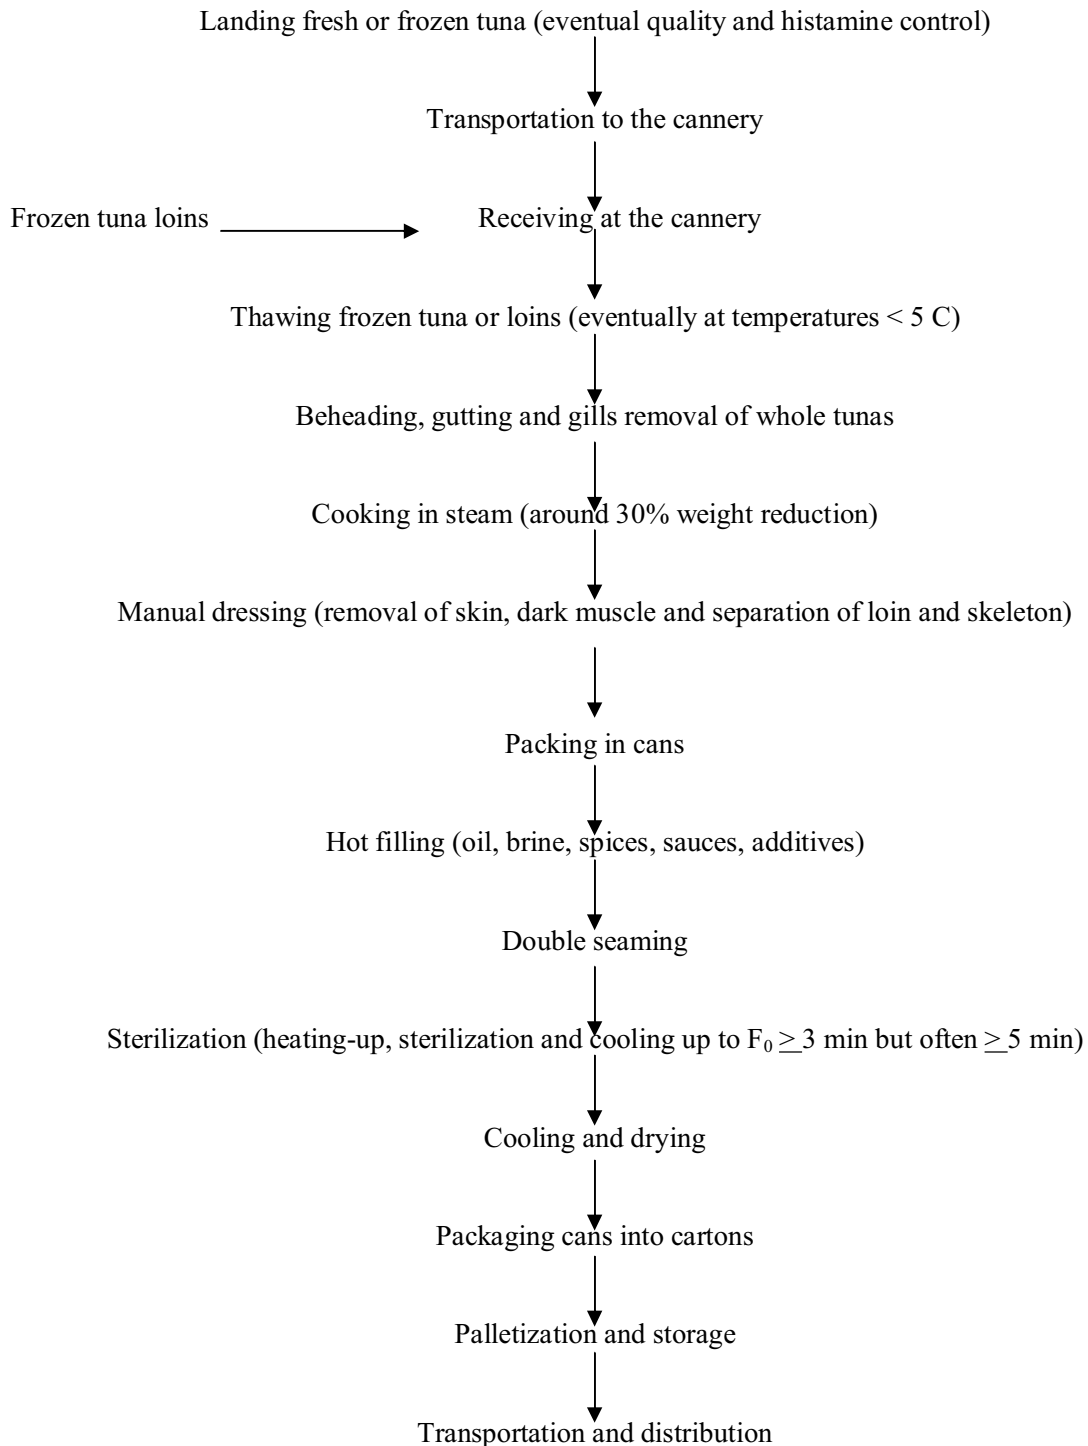 Landing fresh or frozen tuna (eventual quality and histamine control)
Transportation to the cannery
Frozen tuna loins
Receiving at the cannery
Thawing frozen tuna or loins (eventually at temperatures < 5 C)
Beheading, gutting and gills removal of whole tunas
Cooking in steam (around 30% weight reduction)
Manual dressing (removal of skin, dark muscle and separation of loin and skeleton)
Packing in cans
Hot filling (oil, brine, spices, sauces, additives)
Double seaming
Sterilization (heating-up, sterilization and cooling up to F₀ ≥ 3 min but often ≥ 5 min)
Cooling and drying
Packaging cans into cartons
Palletization and storage
Transportation and distribution